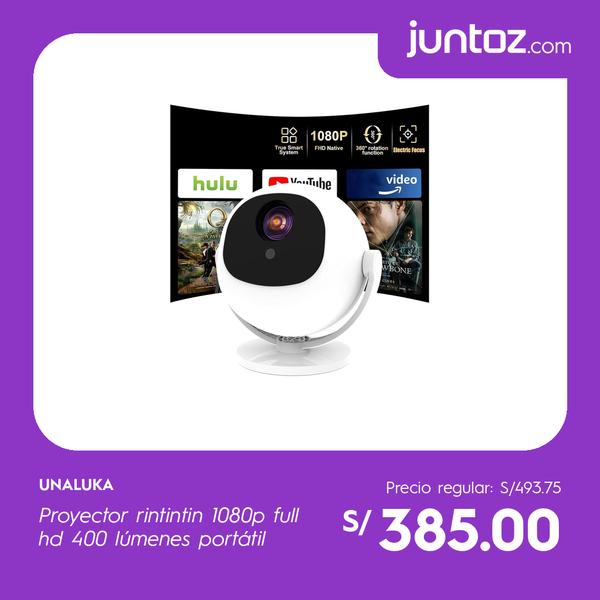 juntoz.com
True Smart
System
1080P
FHD Native
360° rotation
function
Electric Focus
hulu
YouTube
video
UNALUKA
Proyector rintintin 1080p full
hd 400 lúmenes portátil
Precio regular: S/493.75
S/ 385.00